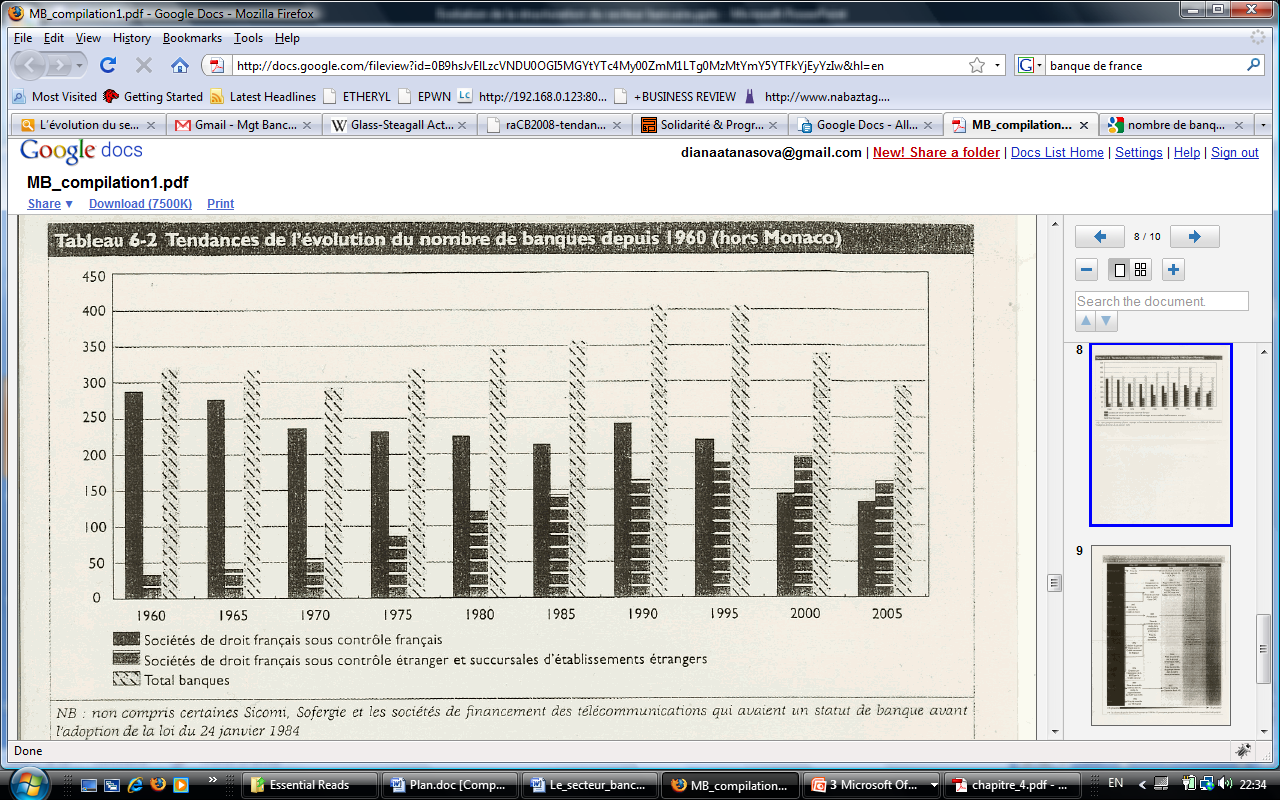 MB_compilation1.pdf - Google Docs - Mozilla Firefox
File Edit View History Bookmarks Tools Help
http://docs.google.com/fileview?id=0B9hsJvEILzcVNDU0OGI5MGYtYTc4My00ZmM1LTg0MzMtYmY5YTFkYjEyYzIw&hl=en
banque de france
Most Visited Getting Started Latest Headlines ETHERYL EPWN LC http://192.168.0.123:80... +BUSINESS REVIEW http://www.nabaztag....
L'évolution du se... Gmail - Mgt Banc... W Glass-Steagall Act... raCB2008-tendan... Solidarité & Progr... Google Docs - All... MB_compilation... nombre de banq...
Google docs
dianaatanasova@gmail.com | New! Share a folder | Docs List Home | Settings | Help | Sign out
MB_compilation1.pdf
Share ▼ Download (7500K) Print
8 / 10
Search the document
8
9
Tableau 6-2 Tendances de l'évolution du nombre de banques depuis 1960 (hors Monaco)
450
400
350
300
250
200
150
100
50
0
1960 1965 1970 1975 1980 1985 1990 1995 2000 2005
Sociétés de droit français sous contrôle français
Sociétés de droit français sous contrôle étranger et succursales d'établissements étrangers
Total banques
NB : non compris certaines Sicomi, Sofergie et les sociétés de financement des télécommunications qui avaient un statut de banque avant
l'adoption de la loi du 24 janvier 1984
Done
Essential Reads Plan.doc [Comp... Le_secteur_banc... MB_compilation... 3 Microsoft Of... chapitre_4.pdf - ... EN 22:34